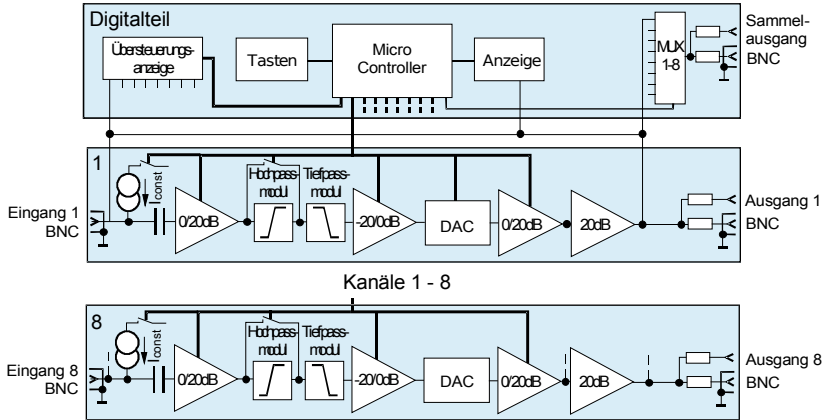 Digitalteil
Übersteuerungs-
anzeige
Tasten
Micro
Controller
Anzeige
MUX
1-8
Sammel-
ausgang
BNC
1
Iconst
Hochpass-
modul
Tiefpass-
modul
Eingang 1
BNC
0/20dB
-20/0dB
DAC
0/20dB
20dB
Ausgang 1
BNC
Kanäle 1 - 8
8
Iconst
Hochpass-
modul
Tiefpass-
modul
Eingang 8
BNC
0/20dB
-20/0dB
DAC
0/20dB
20dB
Ausgang 8
BNC